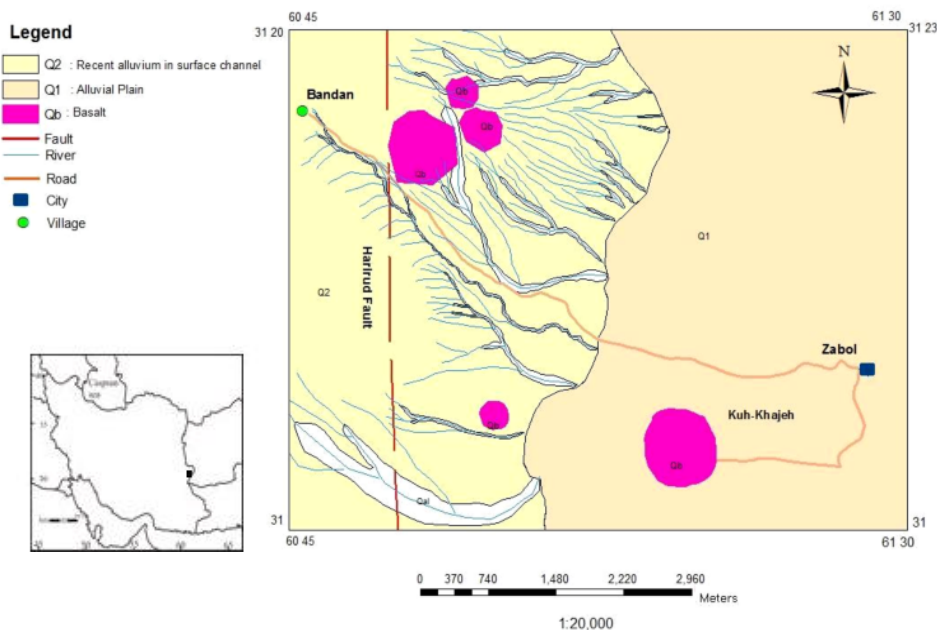 Legend
Q2 : Recent alluvium in surface channel
Q1 : Alluvial Plain
Qb : Basalt
Fault
River
Road
City
Village
60 45
61 30
31 20
31 23
N
Bandan
Qb
Qb
Qb
Q1
Q2
Harirud Fault
Zabol
Kuh-Khajeh
Qb
Qb
Qal
31
31
60 45
61 30
Caspian
sea
0 370 740 1,480 2,220 2,960
Meters
1:20,000